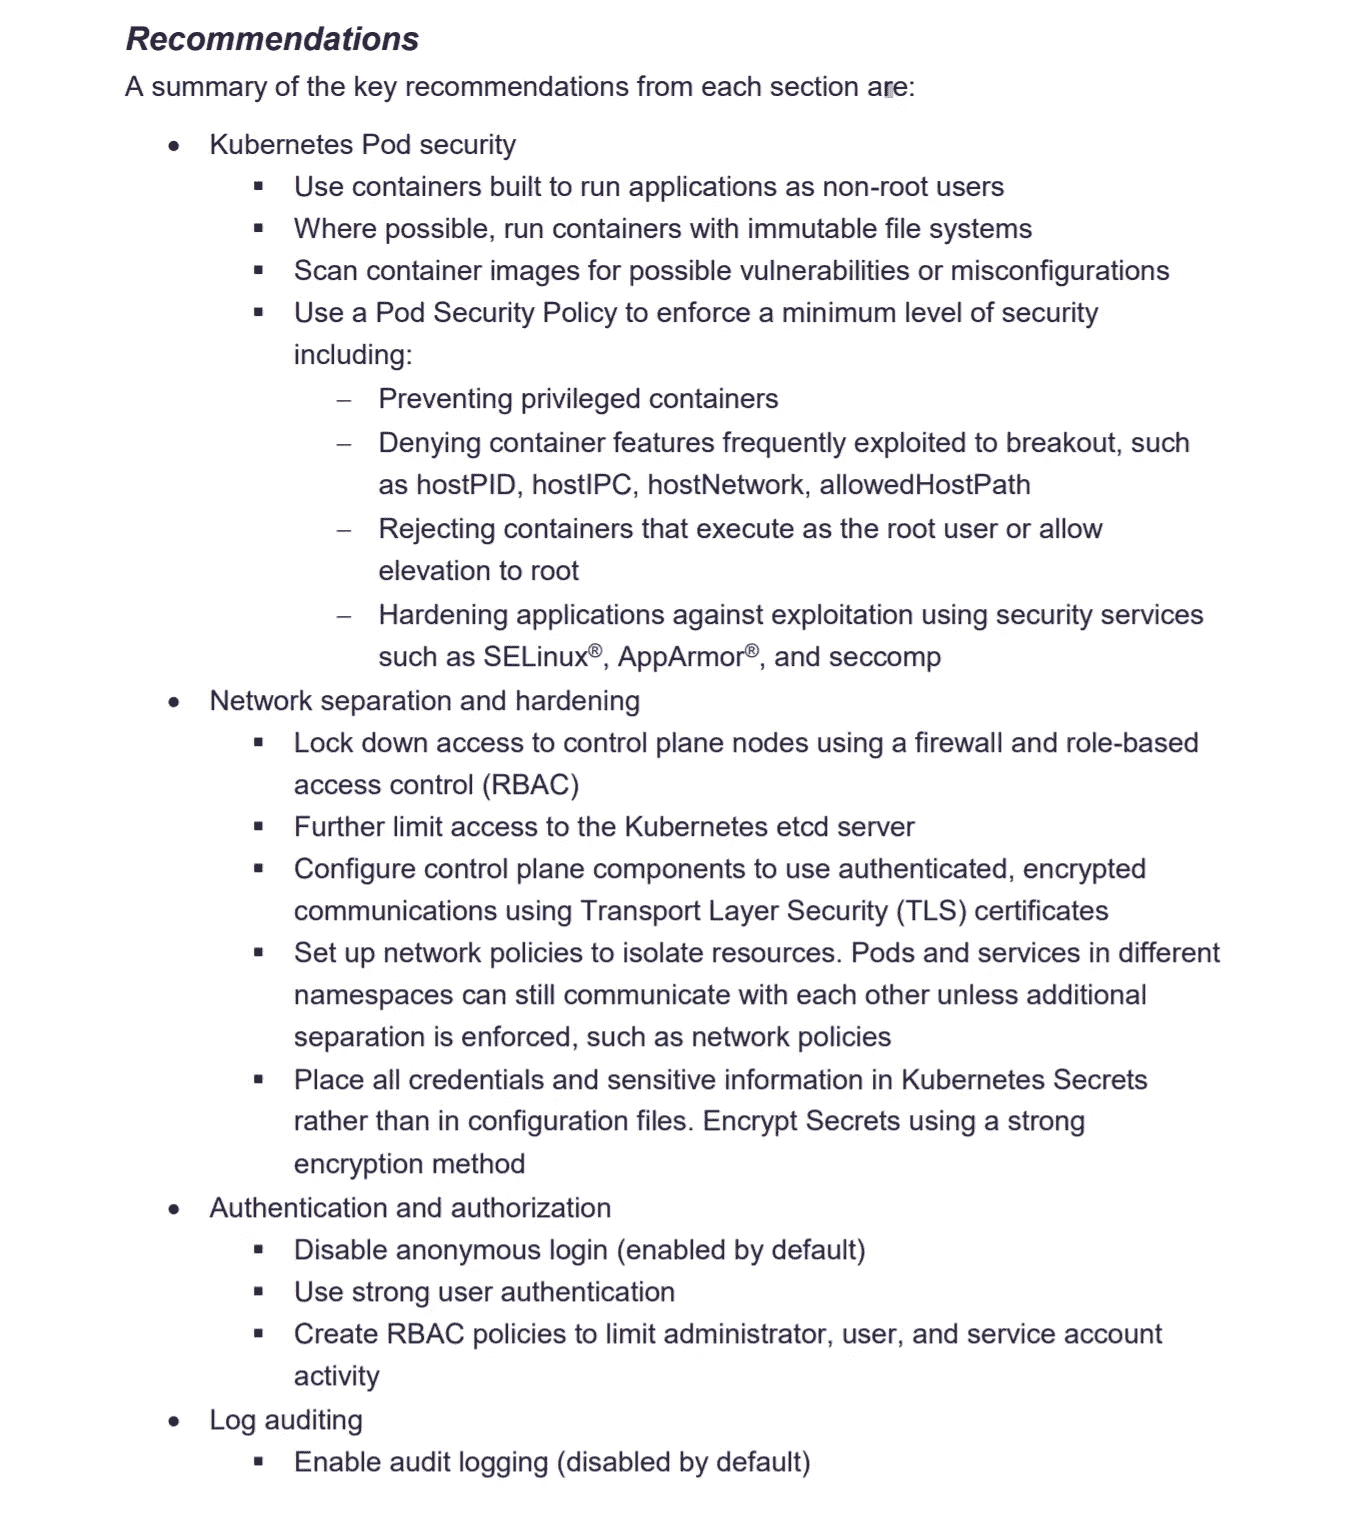 Recommendations
A summary of the key recommendations from each section are:
• Kubernetes Pod security
▪ Use containers built to run applications as non-root users
▪ Where possible, run containers with immutable file systems
▪ Scan container images for possible vulnerabilities or misconfigurations
▪ Use a Pod Security Policy to enforce a minimum level of security
including:
– Preventing privileged containers
– Denying container features frequently exploited to breakout, such
as hostPID, hostIPC, hostNetwork, allowedHostPath
– Rejecting containers that execute as the root user or allow
elevation to root
– Hardening applications against exploitation using security services
such as SELinux®, AppArmor®, and seccomp
• Network separation and hardening
▪ Lock down access to control plane nodes using a firewall and role-based
access control (RBAC)
▪ Further limit access to the Kubernetes etcd server
▪ Configure control plane components to use authenticated, encrypted
communications using Transport Layer Security (TLS) certificates
▪ Set up network policies to isolate resources. Pods and services in different
namespaces can still communicate with each other unless additional
separation is enforced, such as network policies
▪ Place all credentials and sensitive information in Kubernetes Secrets
rather than in configuration files. Encrypt Secrets using a strong
encryption method
• Authentication and authorization
▪ Disable anonymous login (enabled by default)
▪ Use strong user authentication
▪ Create RBAC policies to limit administrator, user, and service account
activity
• Log auditing
▪ Enable audit logging (disabled by default)